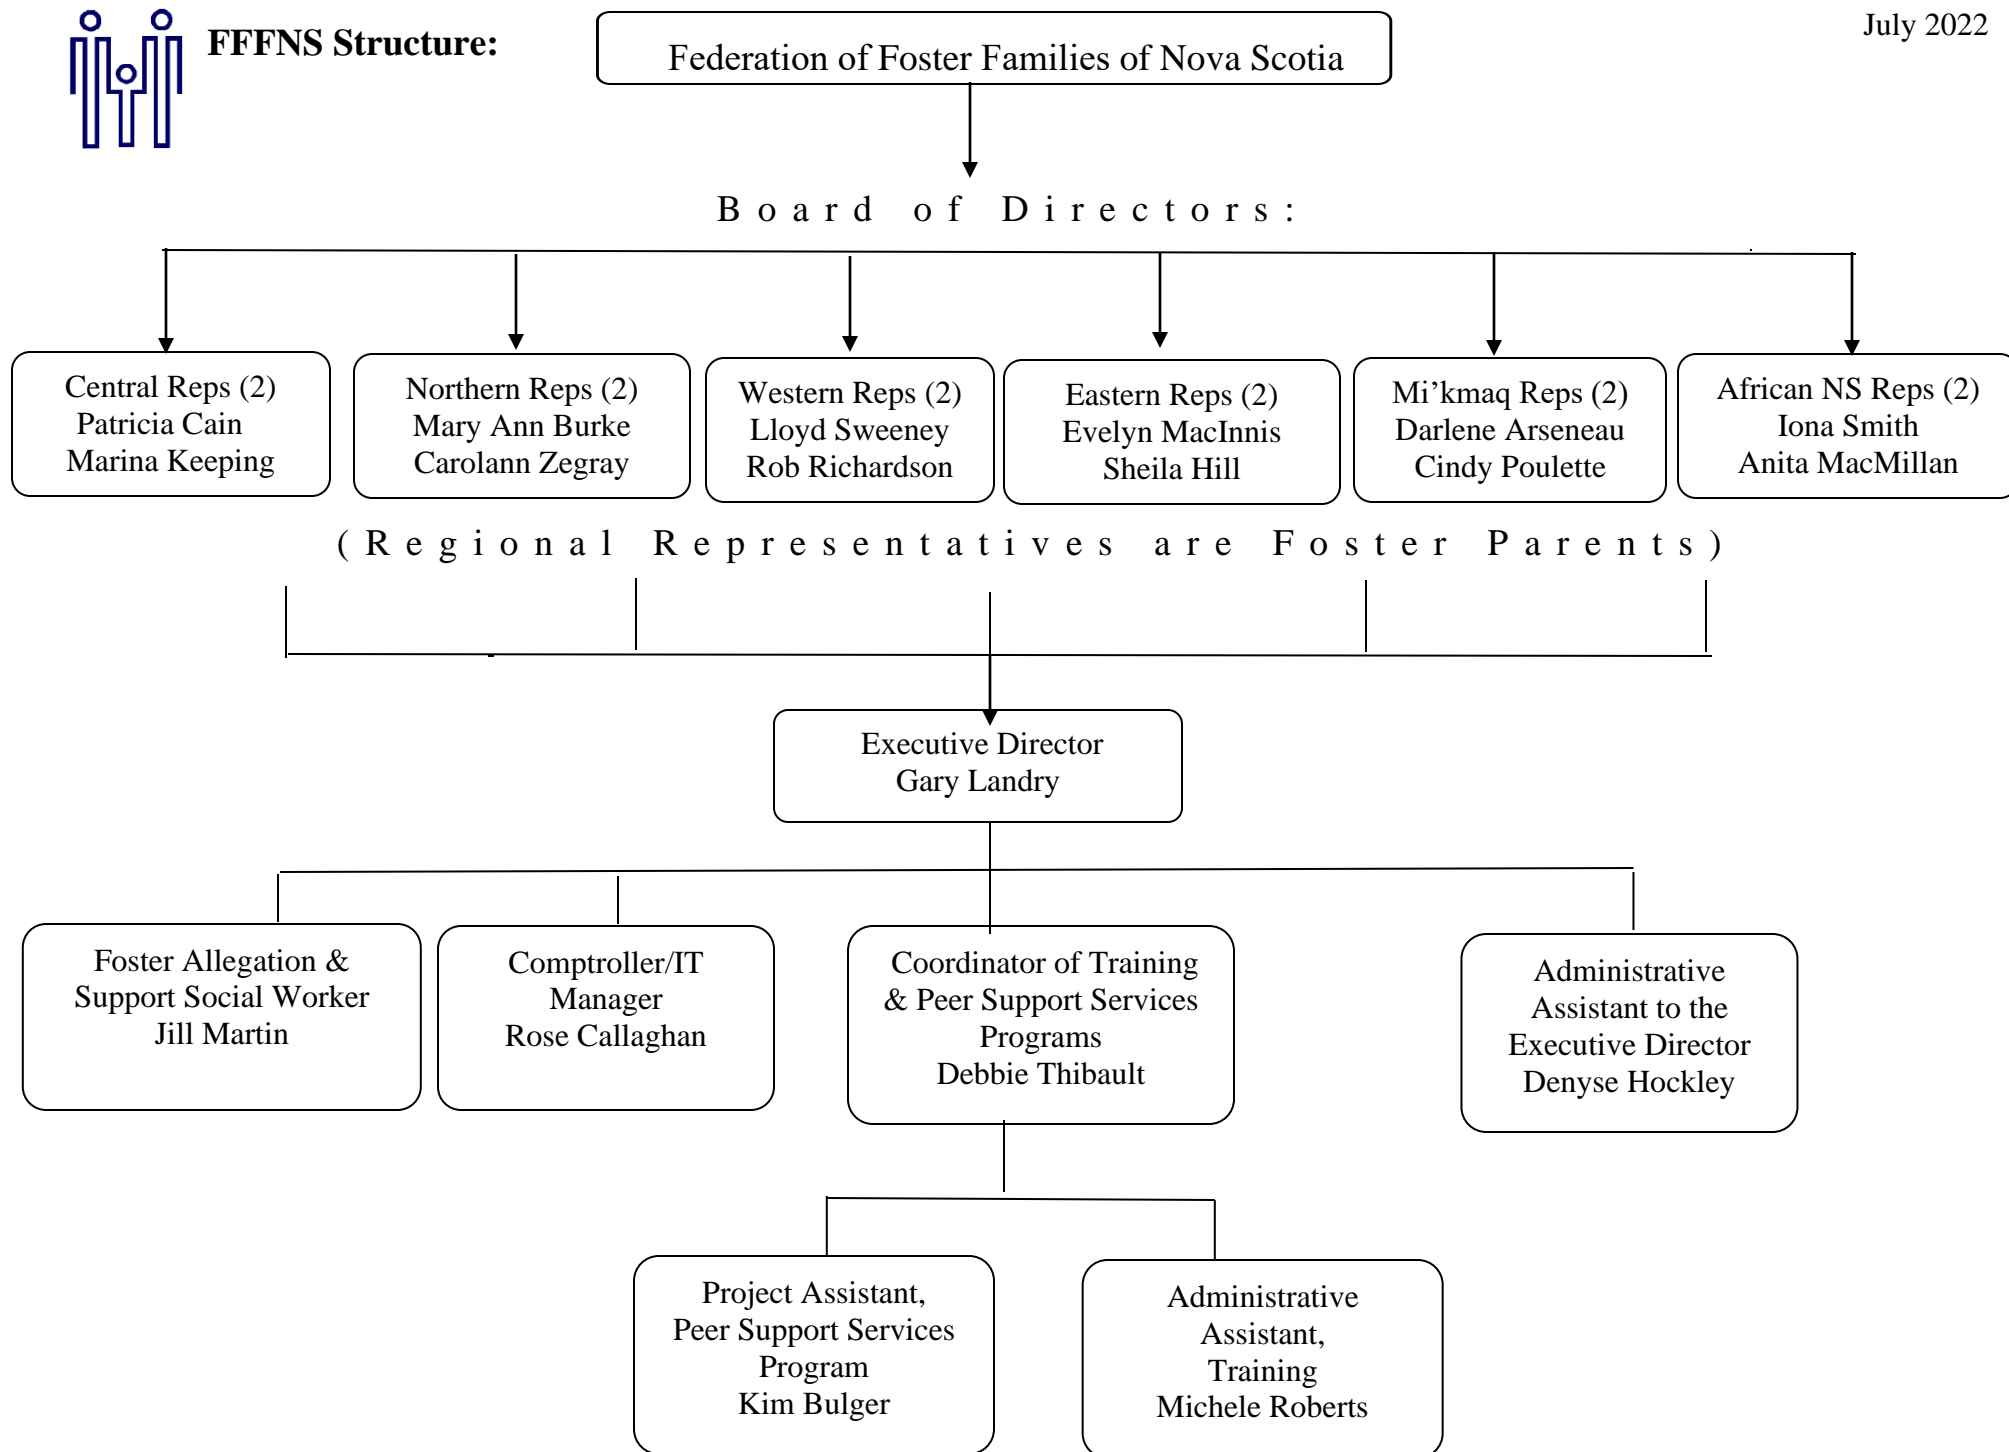 FFFNS Structure:
Federation of Foster Families of Nova Scotia
July 2022
Board of Directors:
Central Reps (2)
Patricia Cain
Marina Keeping
Northern Reps (2)
Mary Ann Burke
Carolann Zegray
Western Reps (2)
Lloyd Sweeney
Rob Richardson
Eastern Reps (2)
Evelyn MacInnis
Sheila Hill
Mi’kmaq Reps (2)
Darlene Arseneau
Cindy Poulette
African NS Reps (2)
Iona Smith
Anita MacMillan
(Regional Representatives are Foster Parents)
Executive Director
Gary Landry
Foster Allegation &
Support Social Worker
Jill Martin
Comptroller/IT
Manager
Rose Callaghan
Coordinator of Training
& Peer Support Services
Programs
Debbie Thibault
Administrative
Assistant to the
Executive Director
Denyse Hockley
Project Assistant,
Peer Support Services
Program
Kim Bulger
Administrative
Assistant,
Training
Michele Roberts